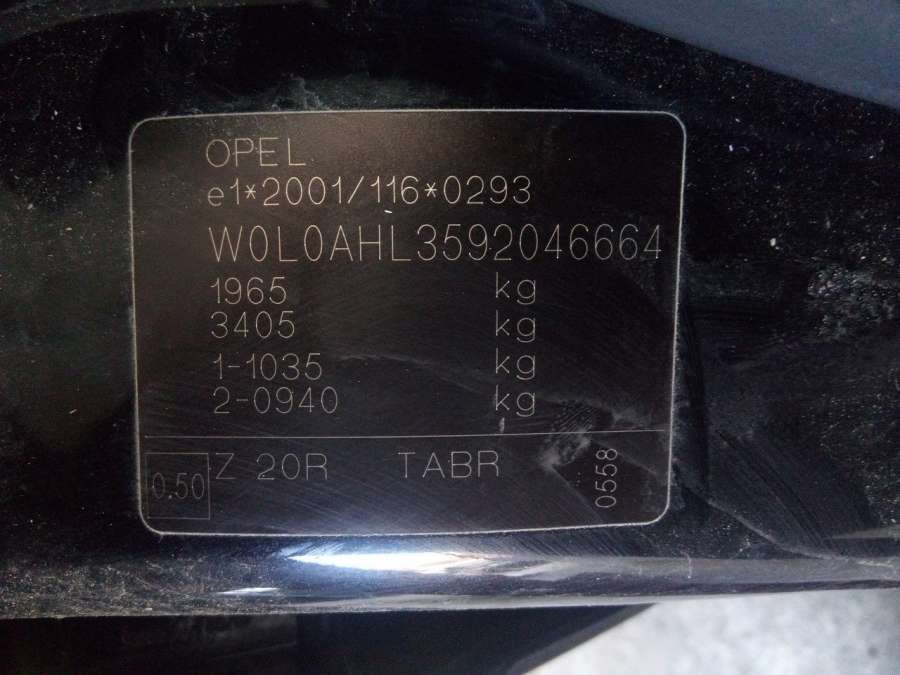 OPEL
e1*2001/116*0293
W0L0AHL3592046664
1965 kg
3405 kg
1-1035 kg
2-0940 kg
0.50 Z 20R TABR 0558